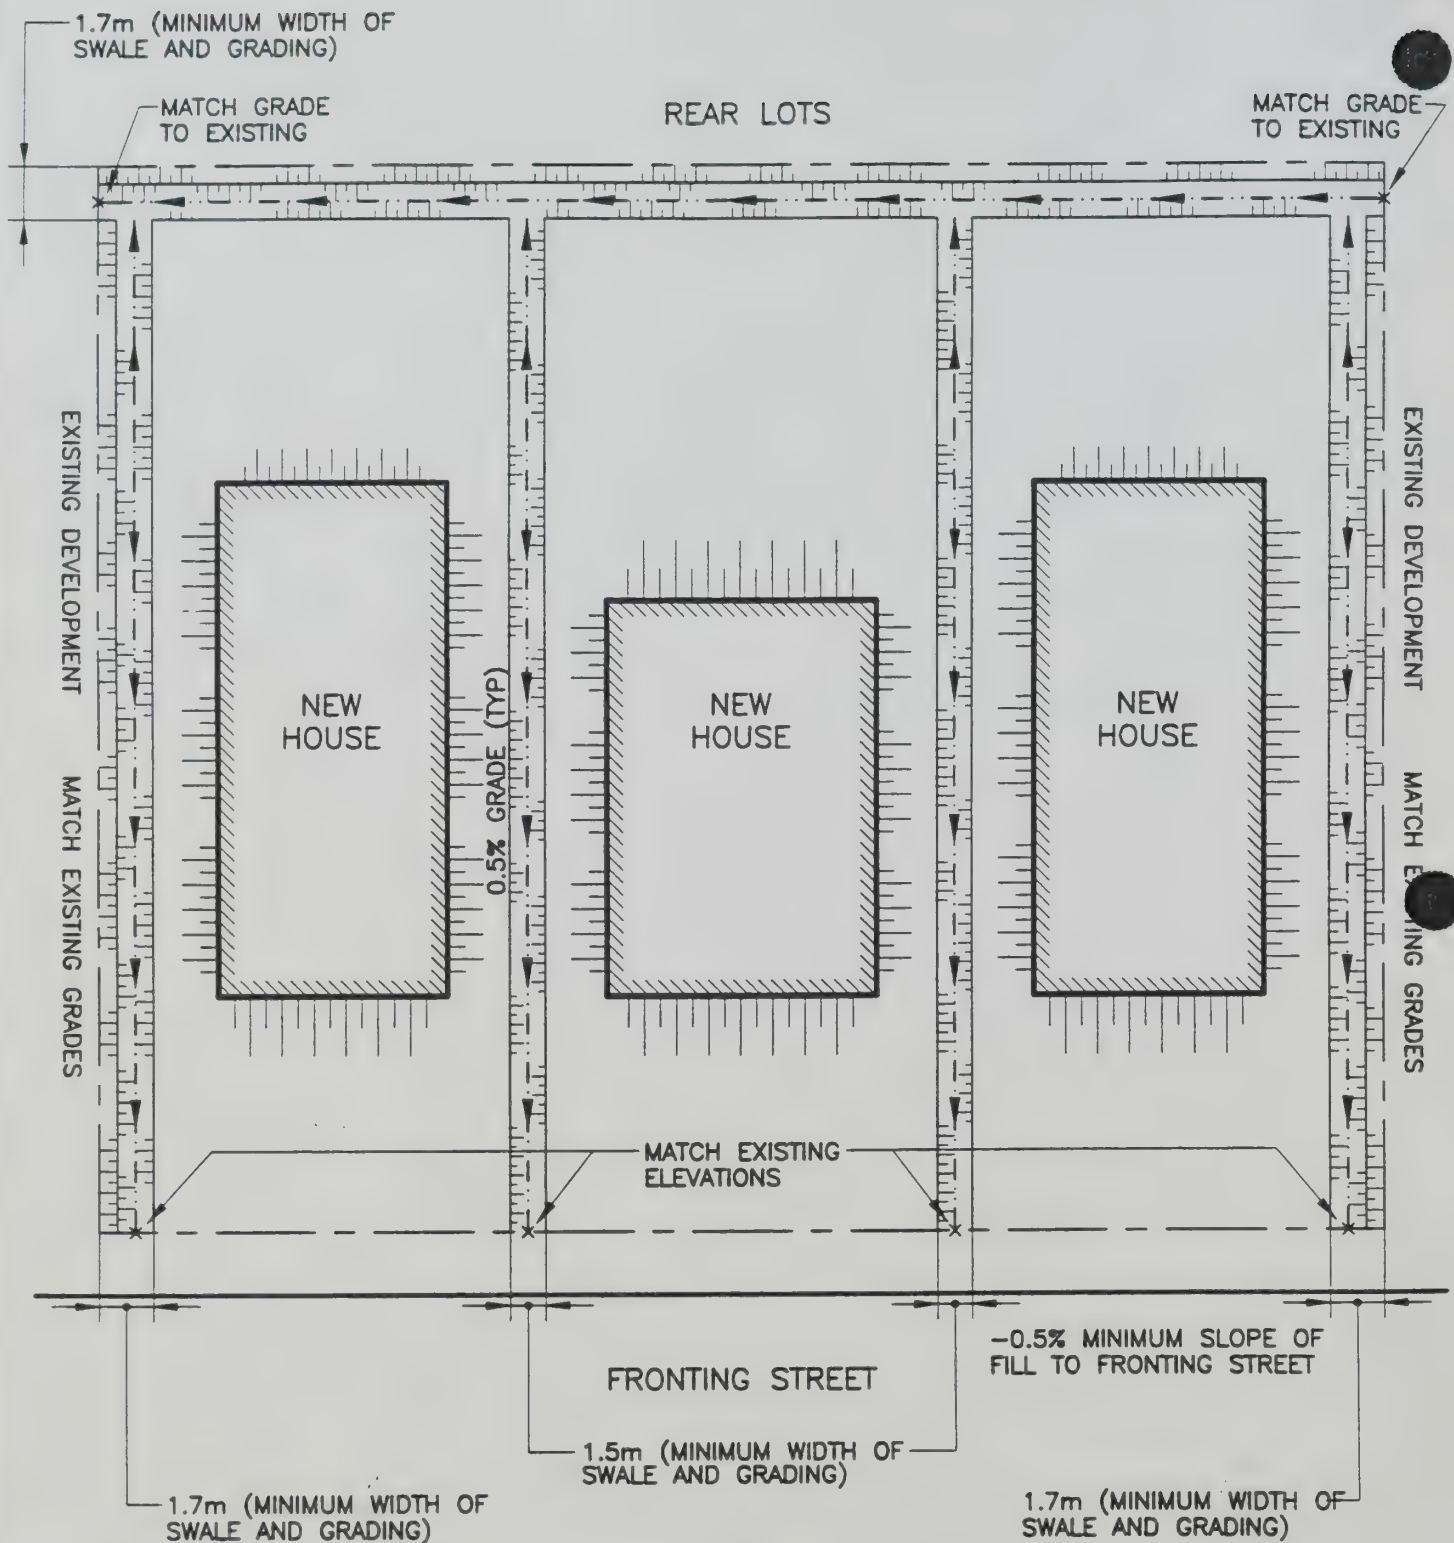 1.7m (MINIMUM WIDTH OF
SWALE AND GRADING)
MATCH GRADE
TO EXISTING
REAR LOTS
MATCH GRADE
TO EXISTING
EXISTING DEVELOPMENT
MATCH EXISTING GRADES
NEW
HOUSE
0.5% GRADE (TYP)
NEW
HOUSE
NEW
HOUSE
EXISTING DEVELOPMENT
MATCH EXISTING GRADES
MATCH EXISTING
ELEVATIONS
-0.5% MINIMUM SLOPE OF
FILL TO FRONTING STREET
FRONTING STREET
1.5m (MINIMUM WIDTH OF
SWALE AND GRADING)
1.7m (MINIMUM WIDTH OF
SWALE AND GRADING)
1.7m (MINIMUM WIDTH OF
SWALE AND GRADING)